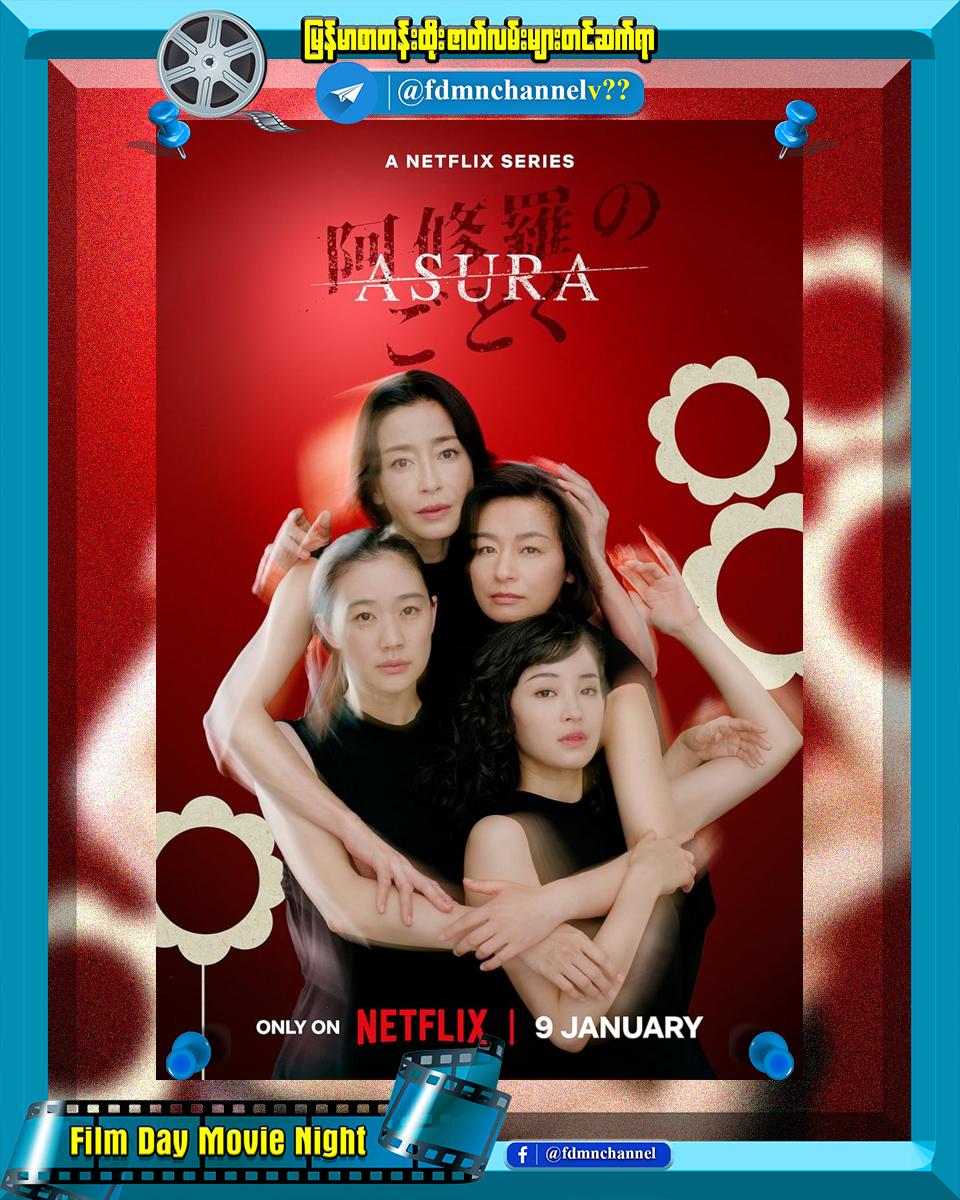 မြန်မာစာတန်းထိုးဇာတ်လမ်းများတင်ဆက်ရာ
@fdmnchannelv??
A NETFLIX SERIES
阿修羅の
ASURA
ごとく
ONLY ON NETFLIX | 9 JANUARY
Film Day Movie Night
f @fdmnchannel